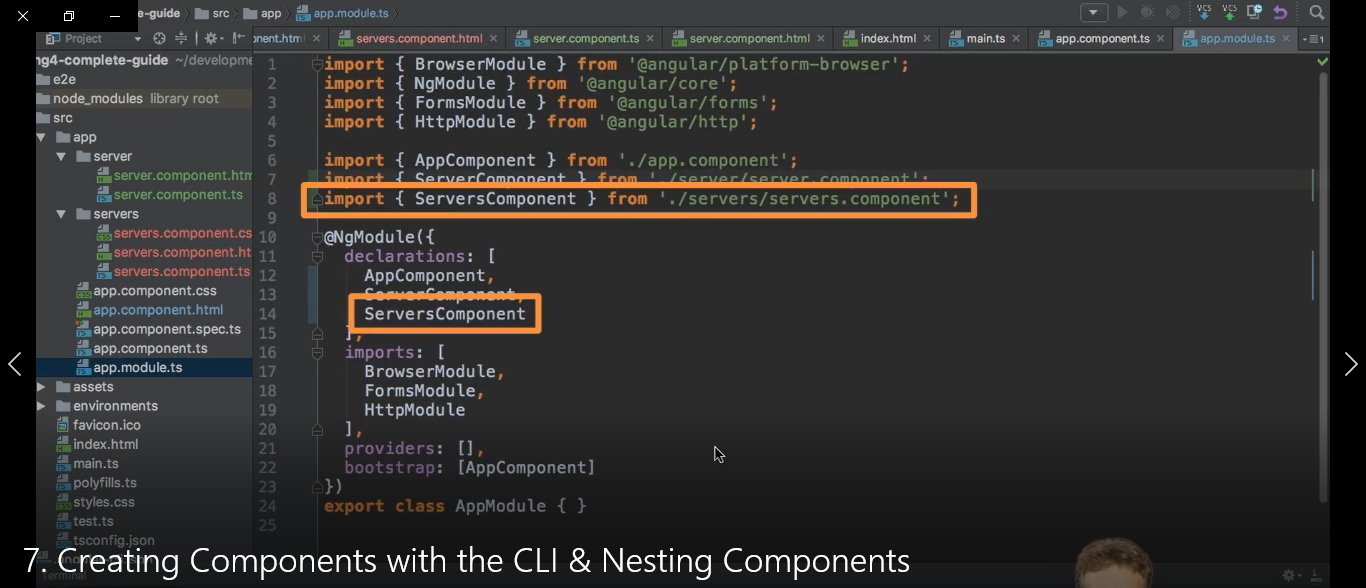 -guide src app app.module.ts
Project
nent.htm servers.component.html server.component.ts server.component.html index.html main.ts app.component.ts app.module.ts
ng4-complete-guide ~/developme
e2e
node_modules library root
src
app
server
server.component.htm
server.component.ts
servers
servers.component.cs
servers.component.ht
servers.component.ts
app.component.css
app.component.html
app.component.spec.ts
app.component.ts
app.module.ts
assets
environments
favicon.ico
index.html
main.ts
polyfills.ts
styles.css
test.ts
tsconfig.json
Terminal
VCS VCS
1 import { BrowserModule } from '@angular/platform-browser';
2 import { NgModule } from '@angular/core';
3 import { FormsModule } from '@angular/forms';
4 import { HttpModule } from '@angular/http';
5
6 import { AppComponent } from './app.component';
7 import { ServerComponent } from './server/server.component';
8 import { ServersComponent } from './servers/servers.component';
9
10 @NgModule({
11 declarations: [
12 AppComponent,
13 ServerComponent,
14 ServersComponent
15 ],
16 imports: [
17 BrowserModule,
18 FormsModule,
19 HttpModule
20 ],
21 providers: [],
22 bootstrap: [AppComponent]
23 })
24 export class AppModule { }
25
7. Creating Components with the CLI & Nesting Components